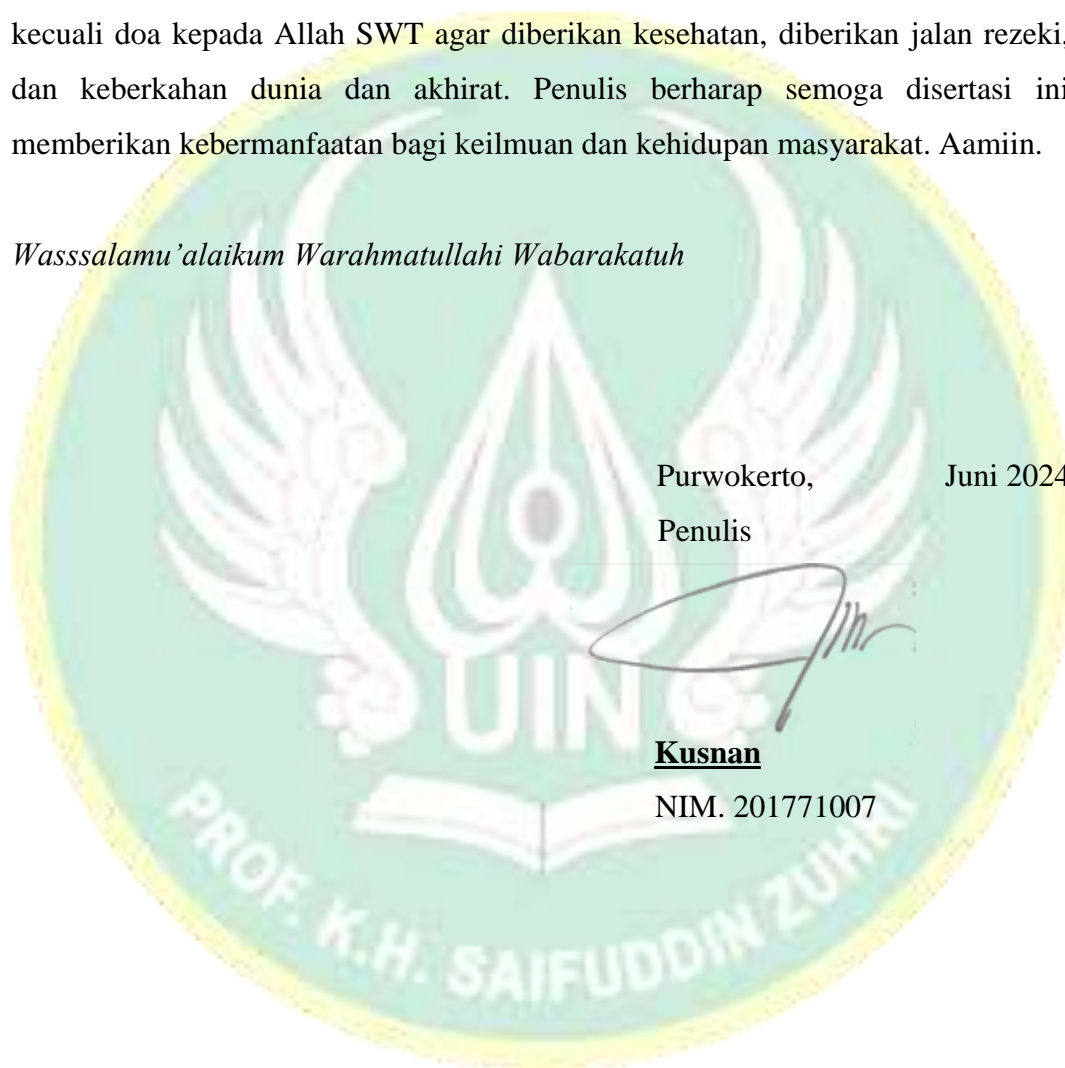 kecuali doa kepada Allah SWT agar diberikan kesehatan, diberikan jalan rezeki,
dan keberkahan dunia dan akhirat. Penulis berharap semoga disertasi ini
memberikan kebermanfaatan bagi keilmuan dan kehidupan masyarakat. Aamiin.
Wasssalamu’alaikum Warahmatullahi Wabarakatuh
Purwokerto, Juni 2024
Penulis
Kusnan
NIM. 201771007
UIN
PROF. K.H. SAIFUDDIN ZUHRI